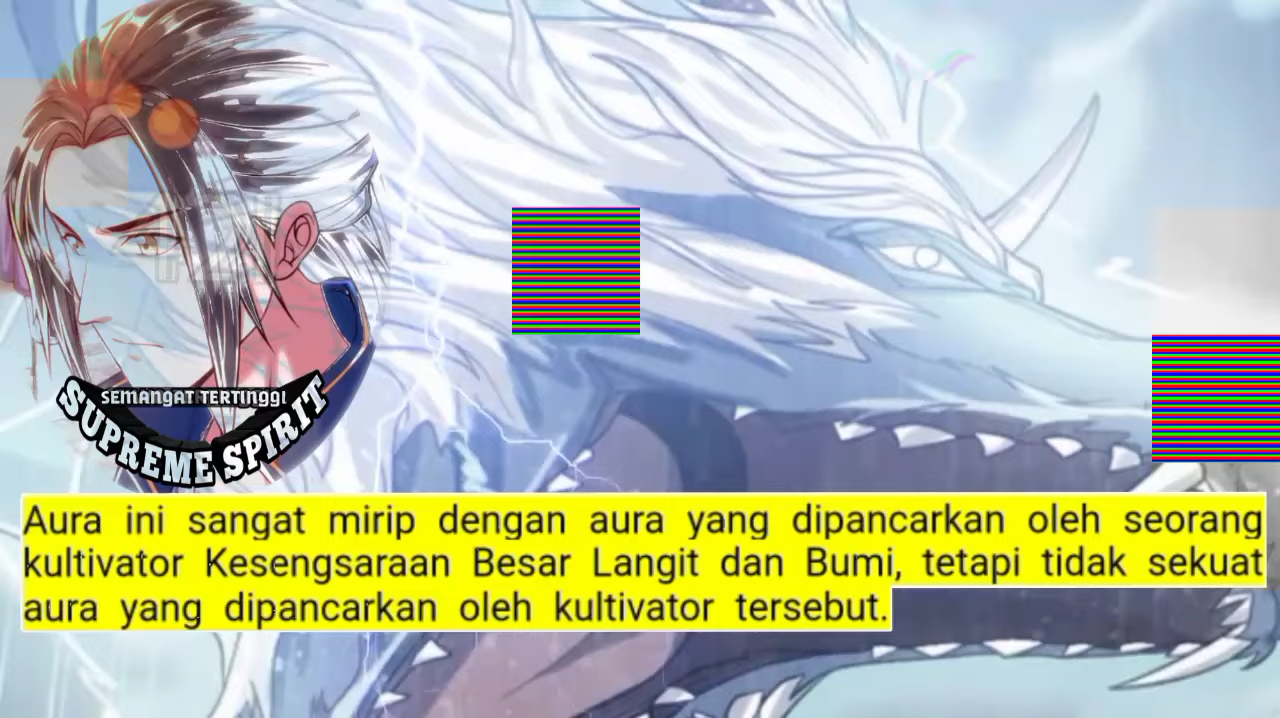 SEMANGAT TERTINGGI
SUPREME SPIRIT
Aura ini sangat mirip dengan aura yang dipancarkan oleh seorang
kultivator Kesengsaraan Besar Langit dan Bumi, tetapi tidak sekuat
aura yang dipancarkan oleh kultivator tersebut.